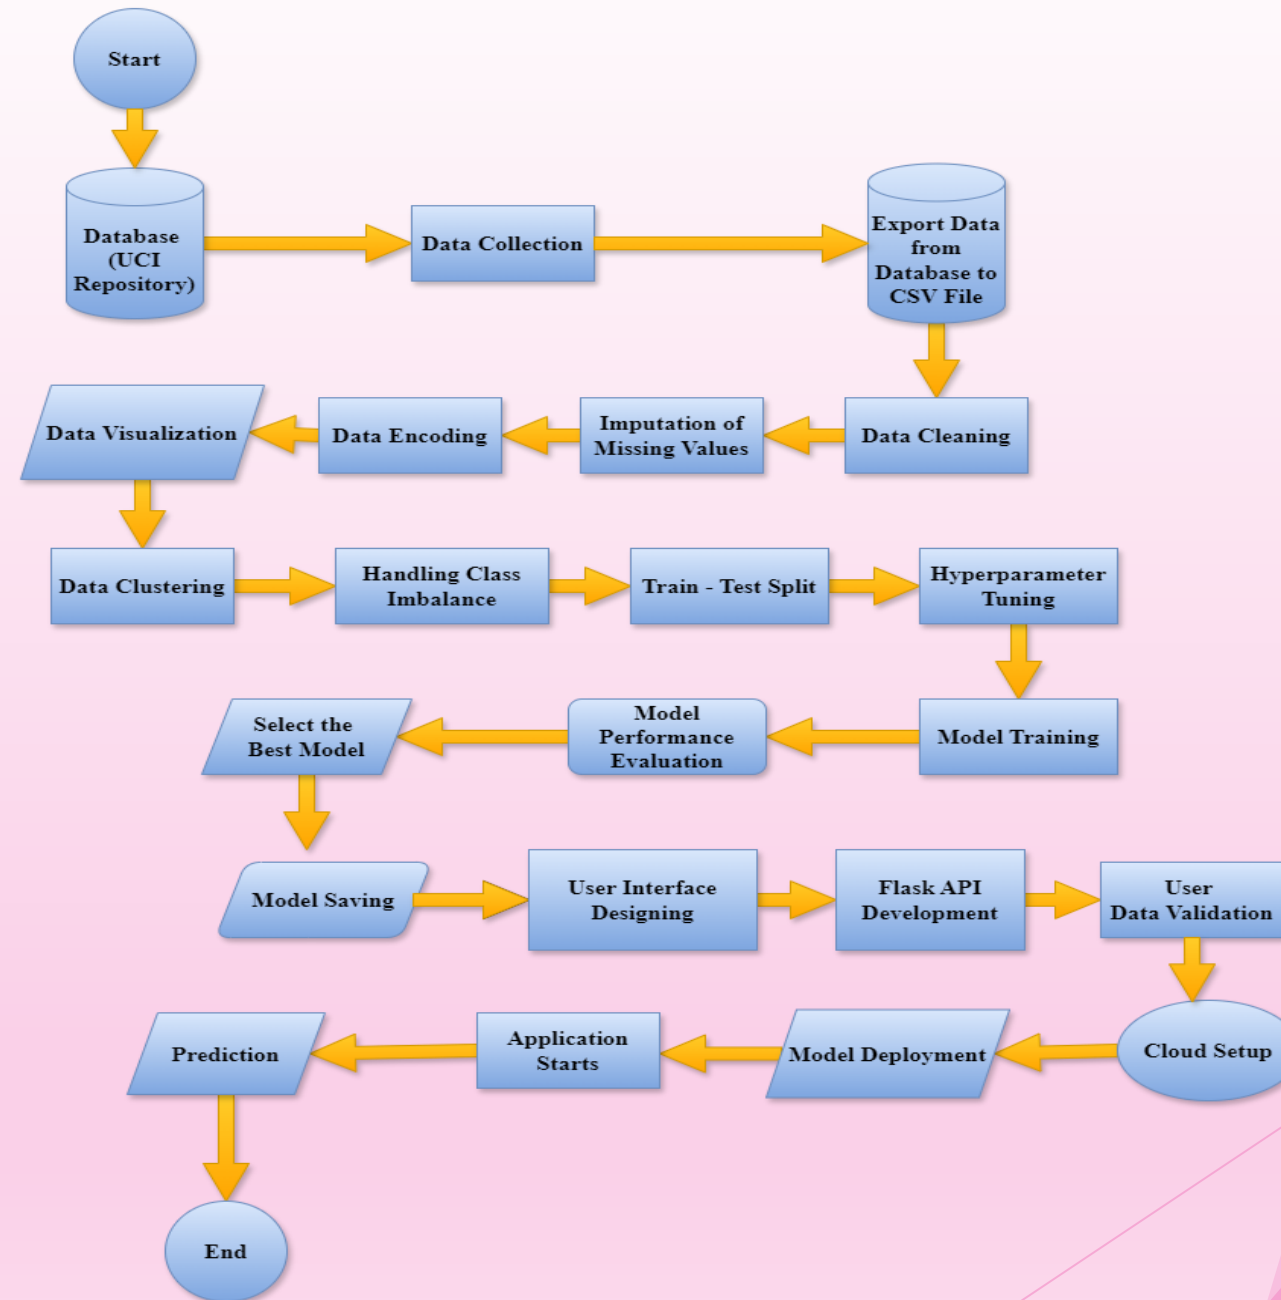 Start
Database
(UCI
Repository)
Data Collection
Export Data
from
Database to
CSV File
Data Cleaning
Imputation of
Missing Values
Data Encoding
Data Visualization
Data Clustering
Handling Class
Imbalance
Train - Test Split
Hyperparameter
Tuning
Model Training
Model
Performance
Evaluation
Select the
Best Model
Model Saving
User Interface
Designing
Flask API
Development
User
Data Validation
Cloud Setup
Model Deployment
Application
Starts
Prediction
End